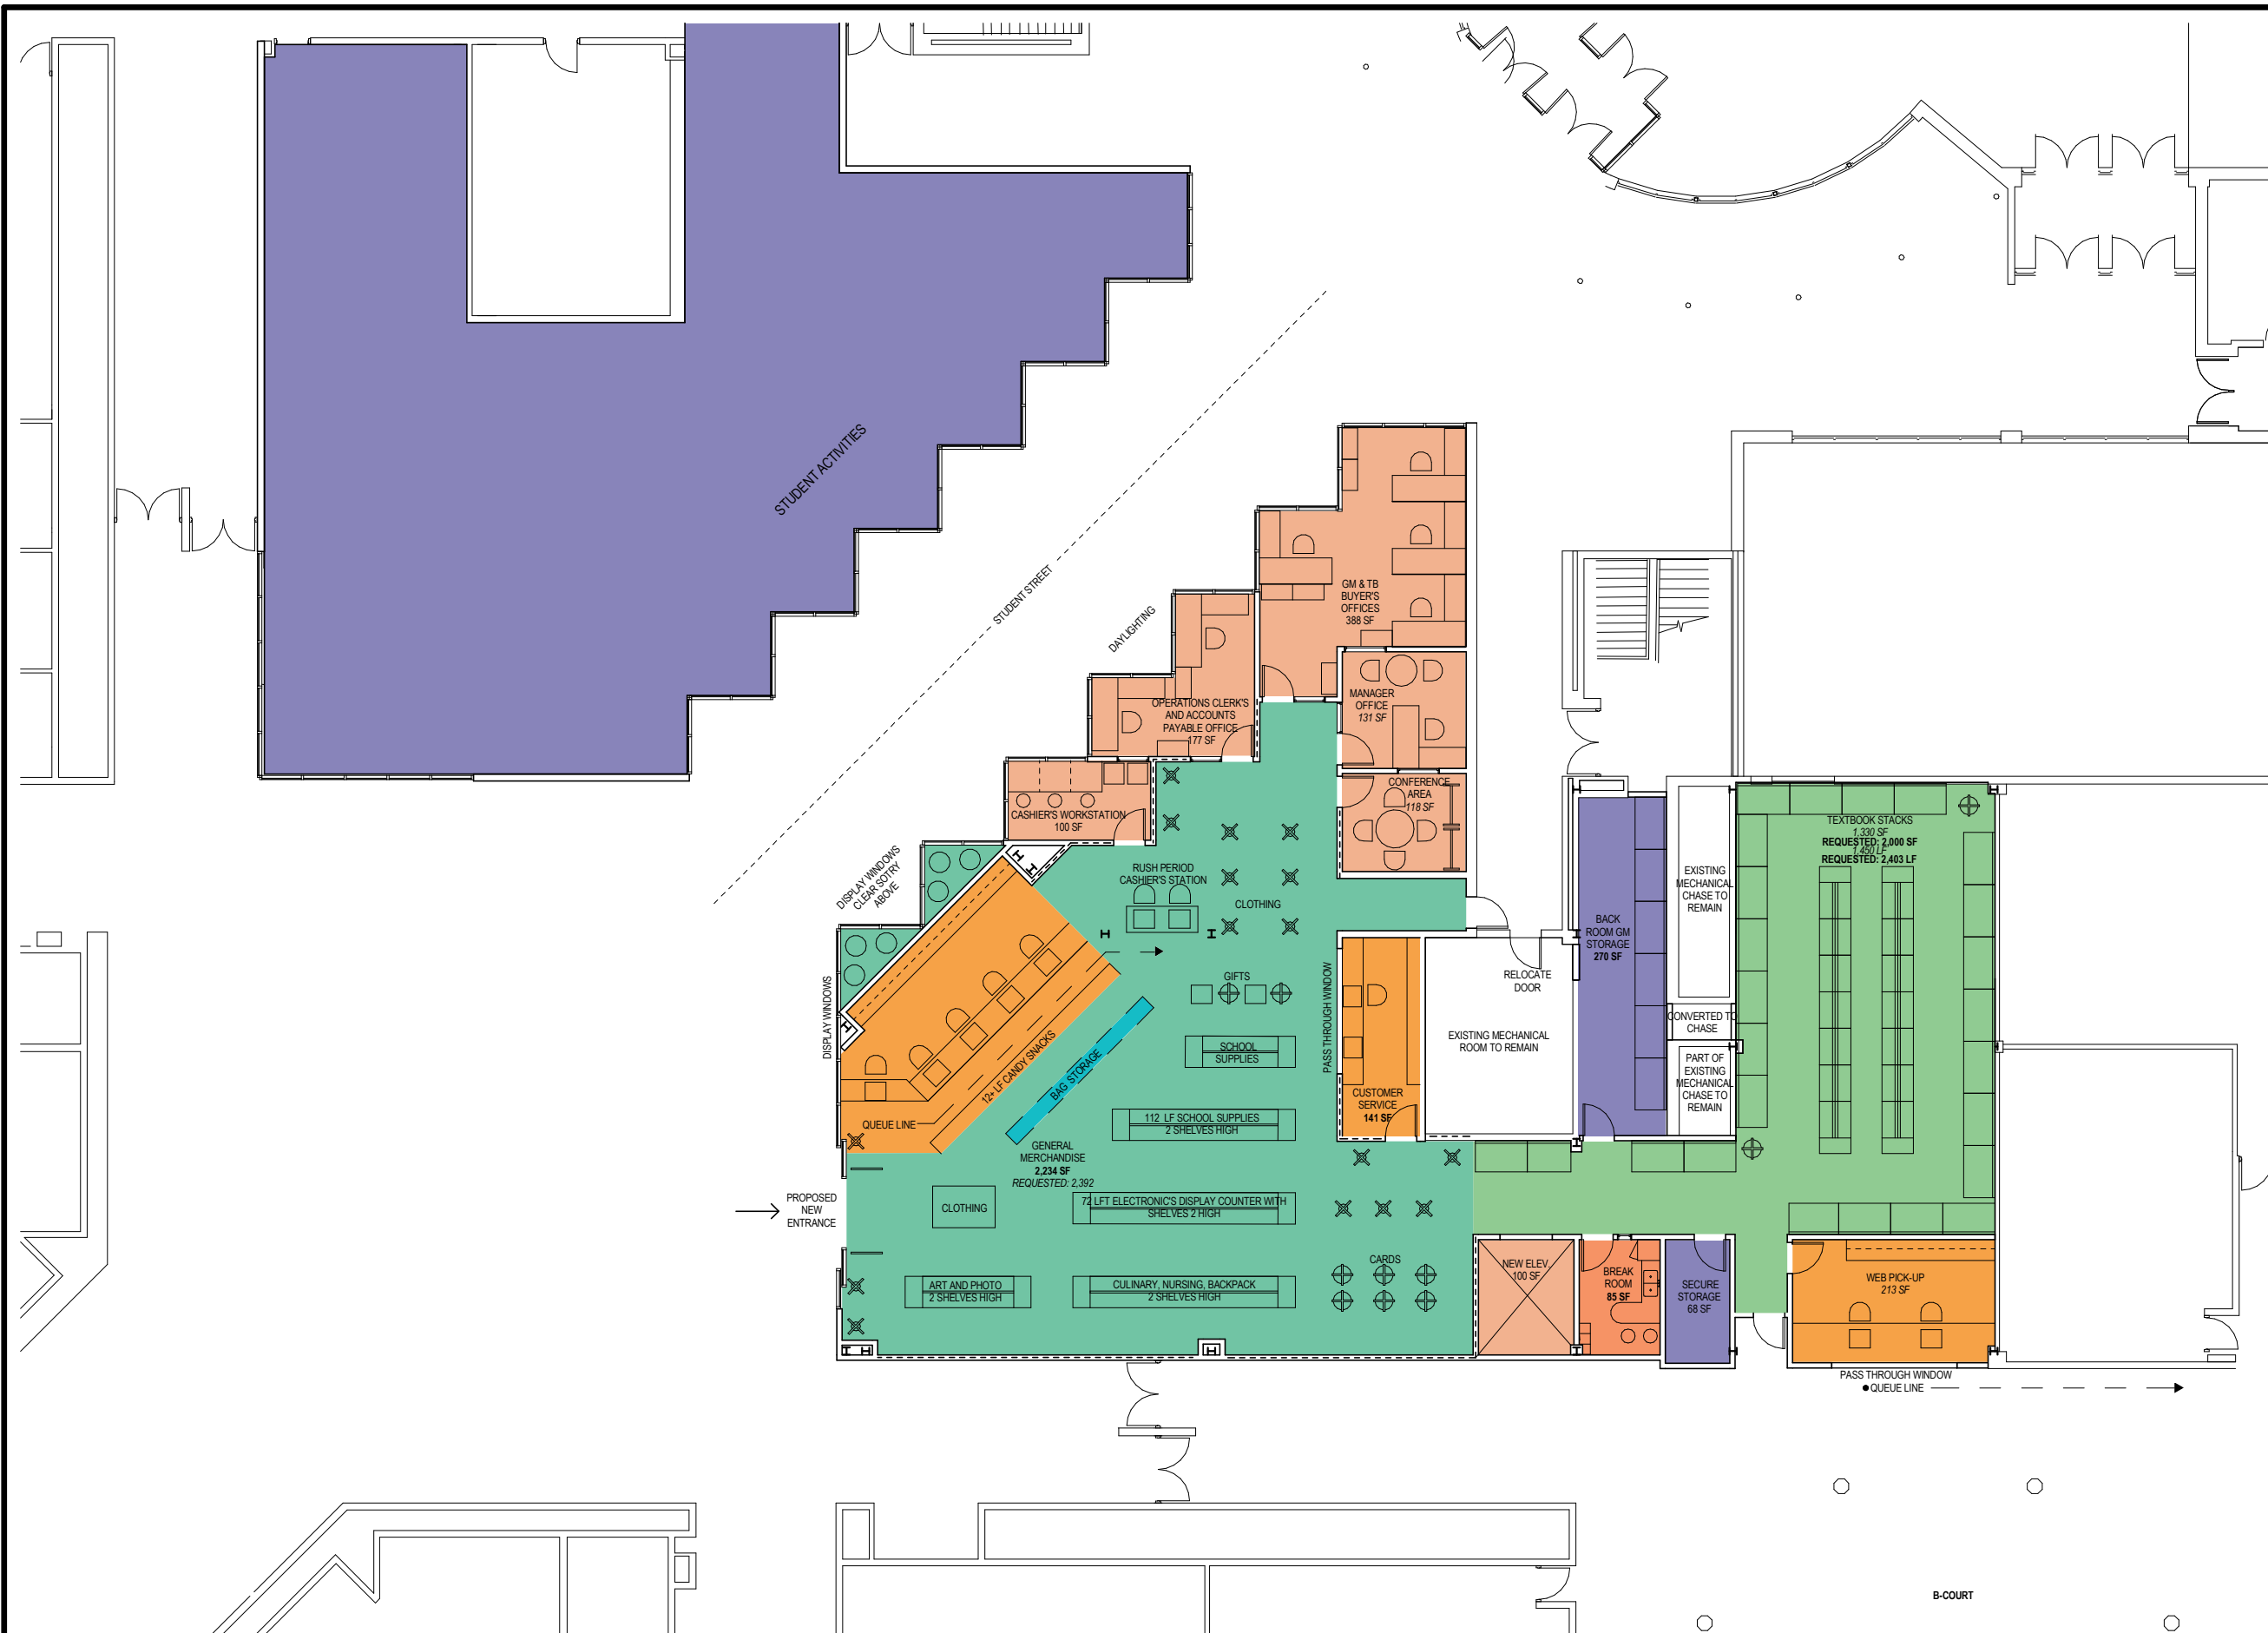 STUDENT ACTIVITIES
STUDENT STREET
DAYLIGHTING
GM & TB
BUYER'S
OFFICES
388 SF
OPERATIONS CLERK'S
AND ACCOUNTS
PAYABLE OFFICE
177 SF
MANAGER
OFFICE
131 SF
CONFERENCE
AREA
118 SF
CASHIER'S WORKSTATION
100 SF
DISPLAY WINDOWS
CLEAR SOTRY
ABOVE
RUSH PERIOD
CASHIER'S STATION
CLOTHING
GIFTS
DISPLAY WINDOWS
12+ LF CANDY SNACKS
BAG STORAGE
QUEUE LINE
SCHOOL
SUPPLIES
112 LF SCHOOL SUPPLIES
2 SHELVES HIGH
GENERAL
MERCHANDISE
2,234 SF
REQUESTED: 2,392
PROPOSED
NEW
ENTRANCE
CLOTHING
72 LFT ELECTRONIC'S DISPLAY COUNTER WITH
SHELVES 2 HIGH
ART AND PHOTO
2 SHELVES HIGH
CULINARY, NURSING, BACKPACK
2 SHELVES HIGH
CARDS
PASS THROUGH WINDOW
CUSTOMER
SERVICE
141 SF
RELOCATE
DOOR
EXISTING MECHANICAL
ROOM TO REMAIN
BACK
ROOM GM
STORAGE
270 SF
EXISTING
MECHANICAL
CHASE TO
REMAIN
CONVERTED TO
CHASE
PART OF
EXISTING
MECHANICAL
CHASE TO
REMAIN
TEXTBOOK STACKS
1,330 SF
REQUESTED: 2,000 SF
1,450 LF
REQUESTED: 2,403 LF
NEW ELEV.
100 SF
BREAK
ROOM
85 SF
SECURE
STORAGE
68 SF
WEB PICK-UP
213 SF
PASS THROUGH WINDOW
QUEUE LINE
B-COURT